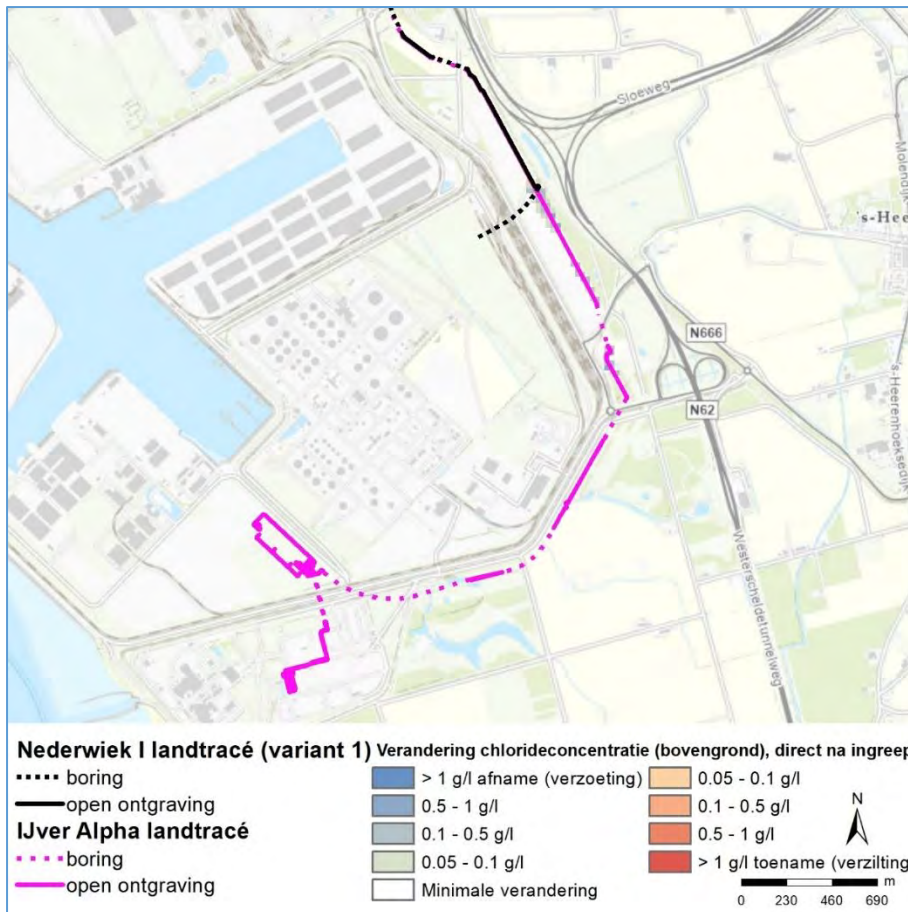 Sloeweg
Molendijk
's-Hee
N666
N62
's-Heerenhoeksedijk
Westerscheldetunnelweg
Nederwiek I landtracé (variant 1)
boring
open ontgraving
IJver Alpha landtracé
boring
open ontgraving
Verandering chlorideconcentratie (bovengrond), direct na ingreep
> 1 g/l afname (verzoeting)
0.5 - 1 g/l
0.1 - 0.5 g/l
0.05 - 0.1 g/l
Minimale verandering
0.05 - 0.1 g/l
0.1 - 0.5 g/l
0.5 - 1 g/l
> 1 g/l toename (verzilting
N
m
0 230 460 690